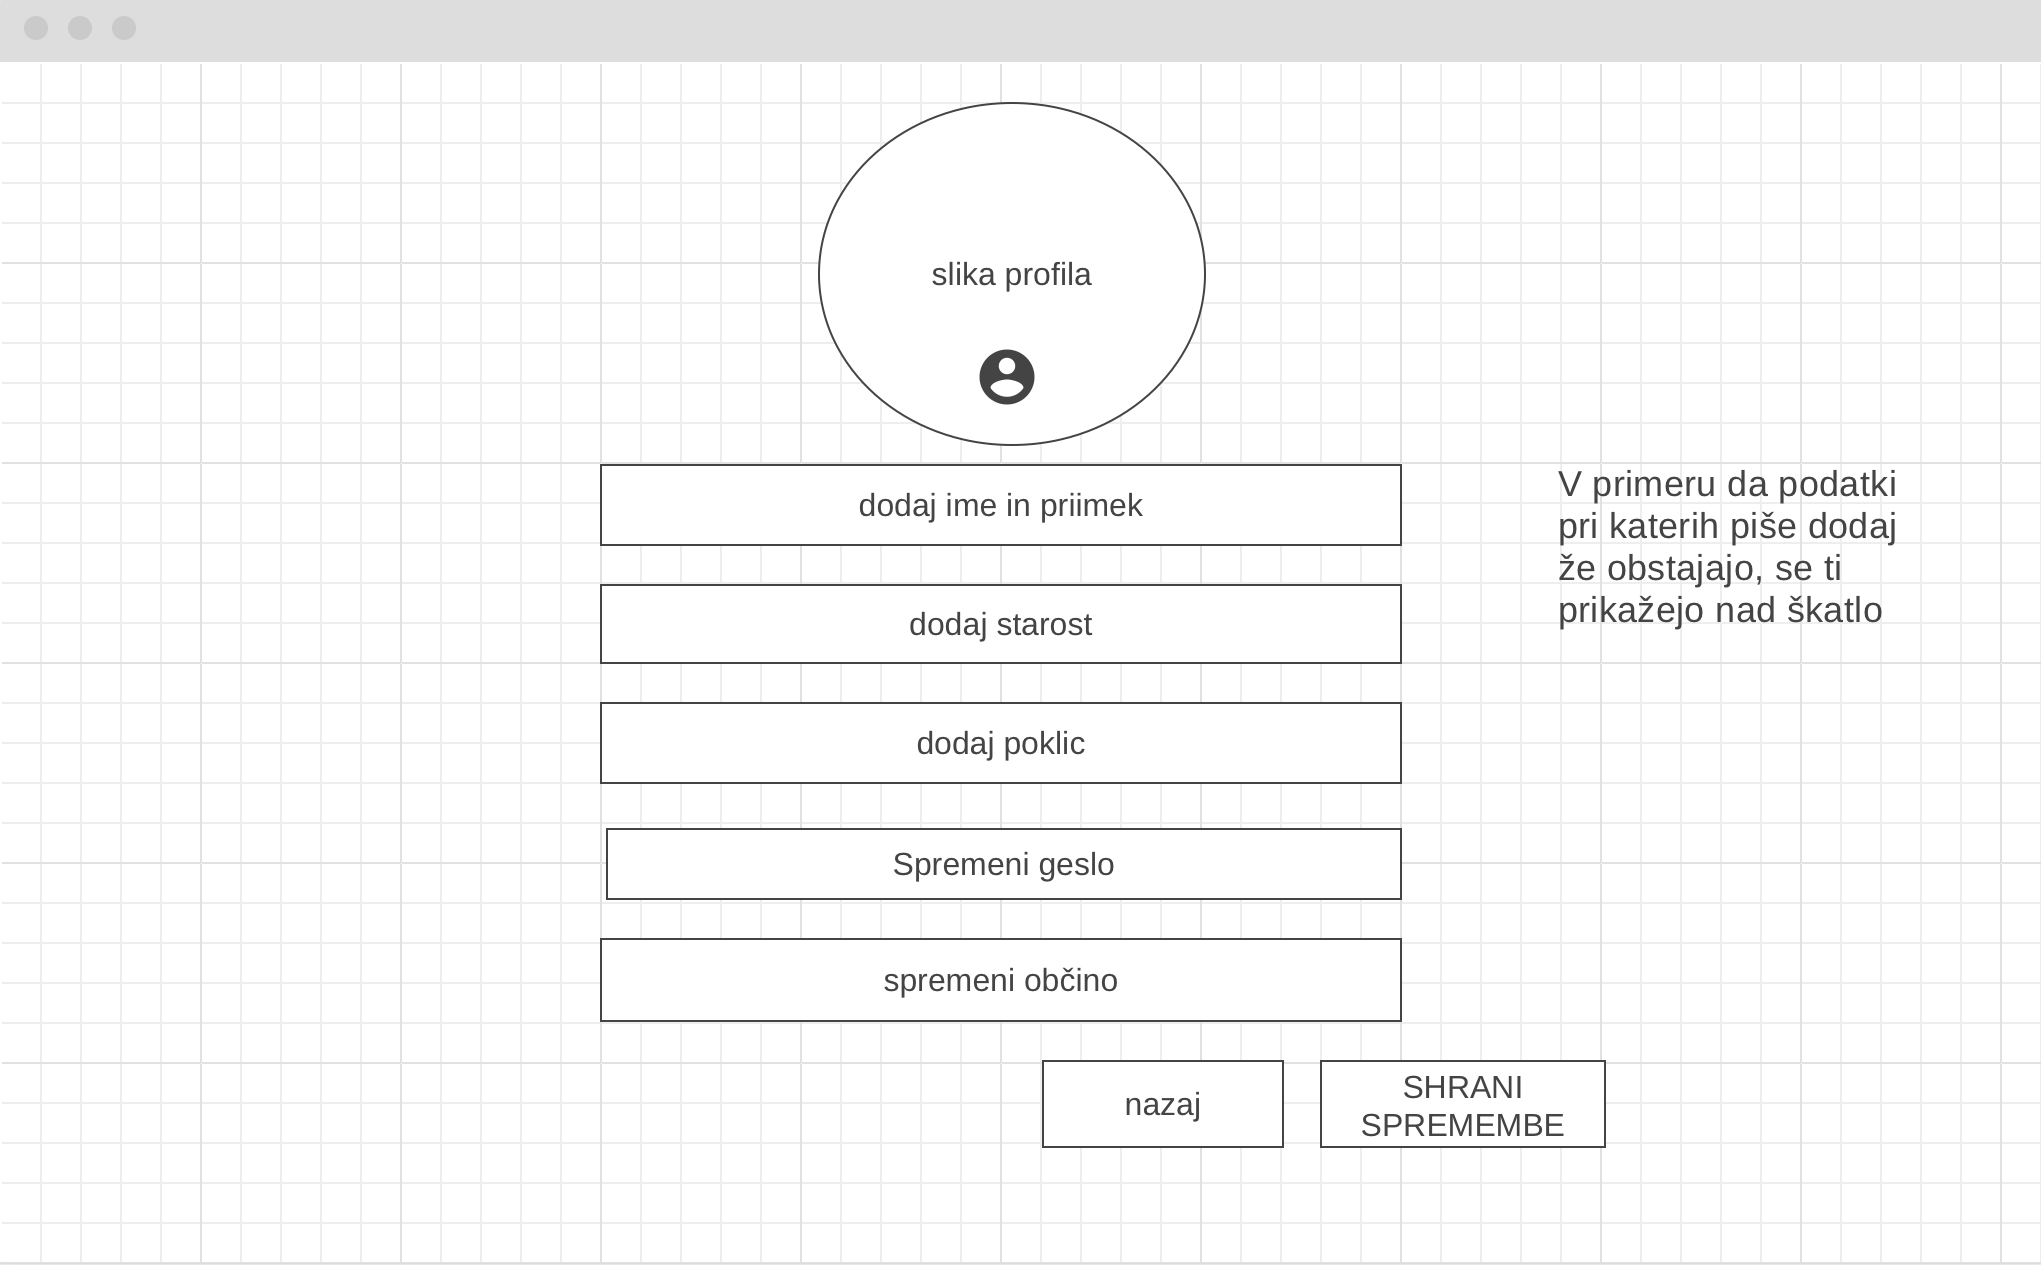 slika profila
dodaj ime in priimek
V primeru da podatki
pri katerih piše dodaj
že obstajajo, se ti
prikažejo nad škatlo
dodaj starost
dodaj poklic
Spremeni geslo
spremeni občino
nazaj
SHRANI
SPREMEMBE